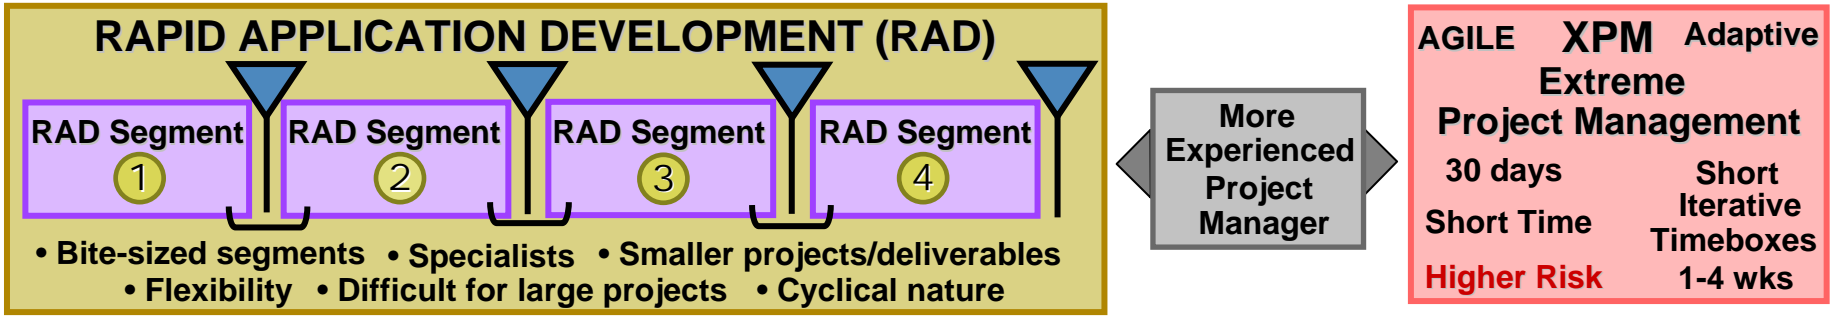 RAPID APPLICATION DEVELOPMENT (RAD)
RAD Segment
1
RAD Segment
2
RAD Segment
3
RAD Segment
4
• Bite-sized segments • Specialists • Smaller projects/deliverables
• Flexibility • Difficult for large projects • Cyclical nature
More
Experienced
Project
Manager
AGILE XPM Adaptive
Extreme
Project Management
30 days
Short Time
Higher Risk
Short
Iterative
Timeboxes
1-4 wks